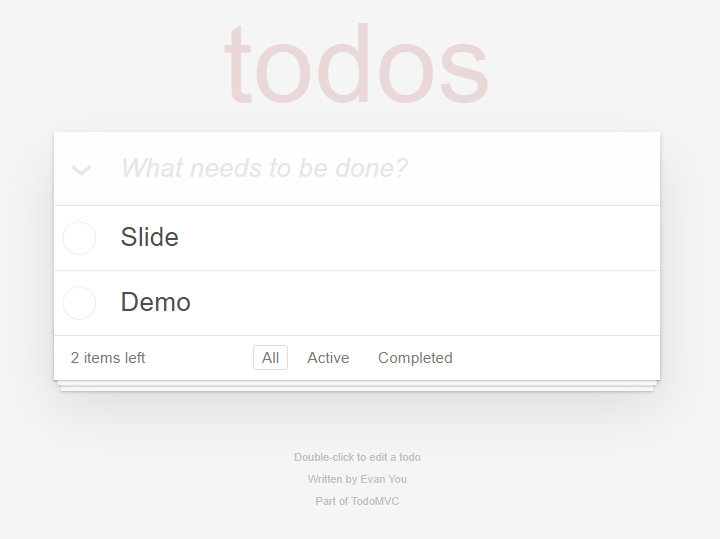 todos
What needs to be done?
Slide
Demo
2 items left All Active Completed
Double-click to edit a todo
Written by Evan You
Part of TodoMVC